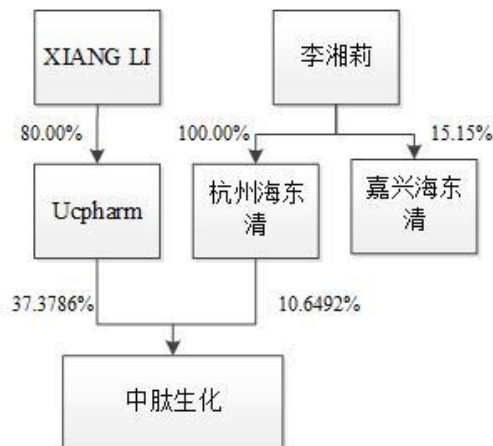 XIANG LI
李湘莉
80.00%
100.00%
15.15%
Ucpharm
杭州海东
清
嘉兴海东
清
37.3786%
10.6492%
中肽生化